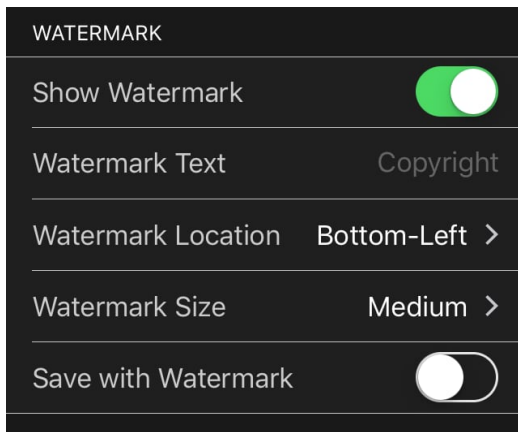 WATERMARK
Show Watermark
Watermark Text Copyright
Watermark Location Bottom-Left >
Watermark Size Medium >
Save with Watermark